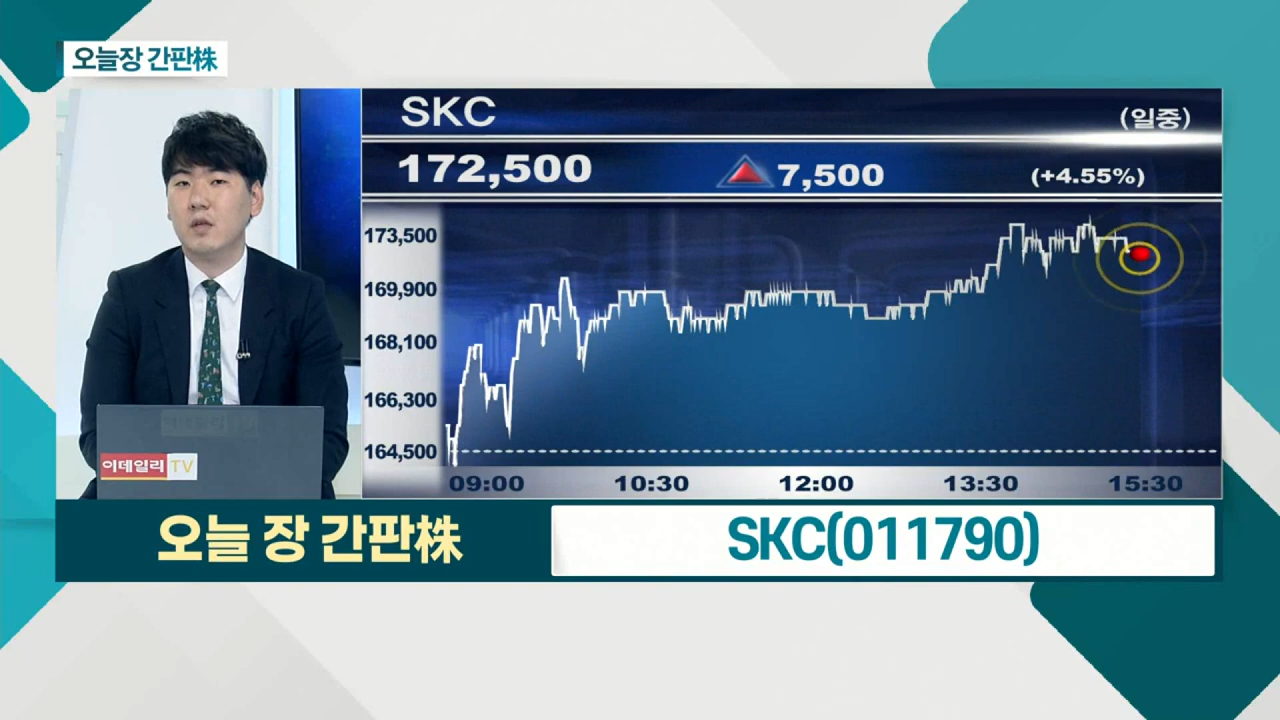 오늘장 간판株
SKC
(일중)
172,500 ▲ 7,500 (+4.55%)
173,500
169,900
168,100
166,300
164,500
09:00 10:30 12:00 13:30 15:30
이데일리 TV
오늘 장 간판株
SKC(011790)